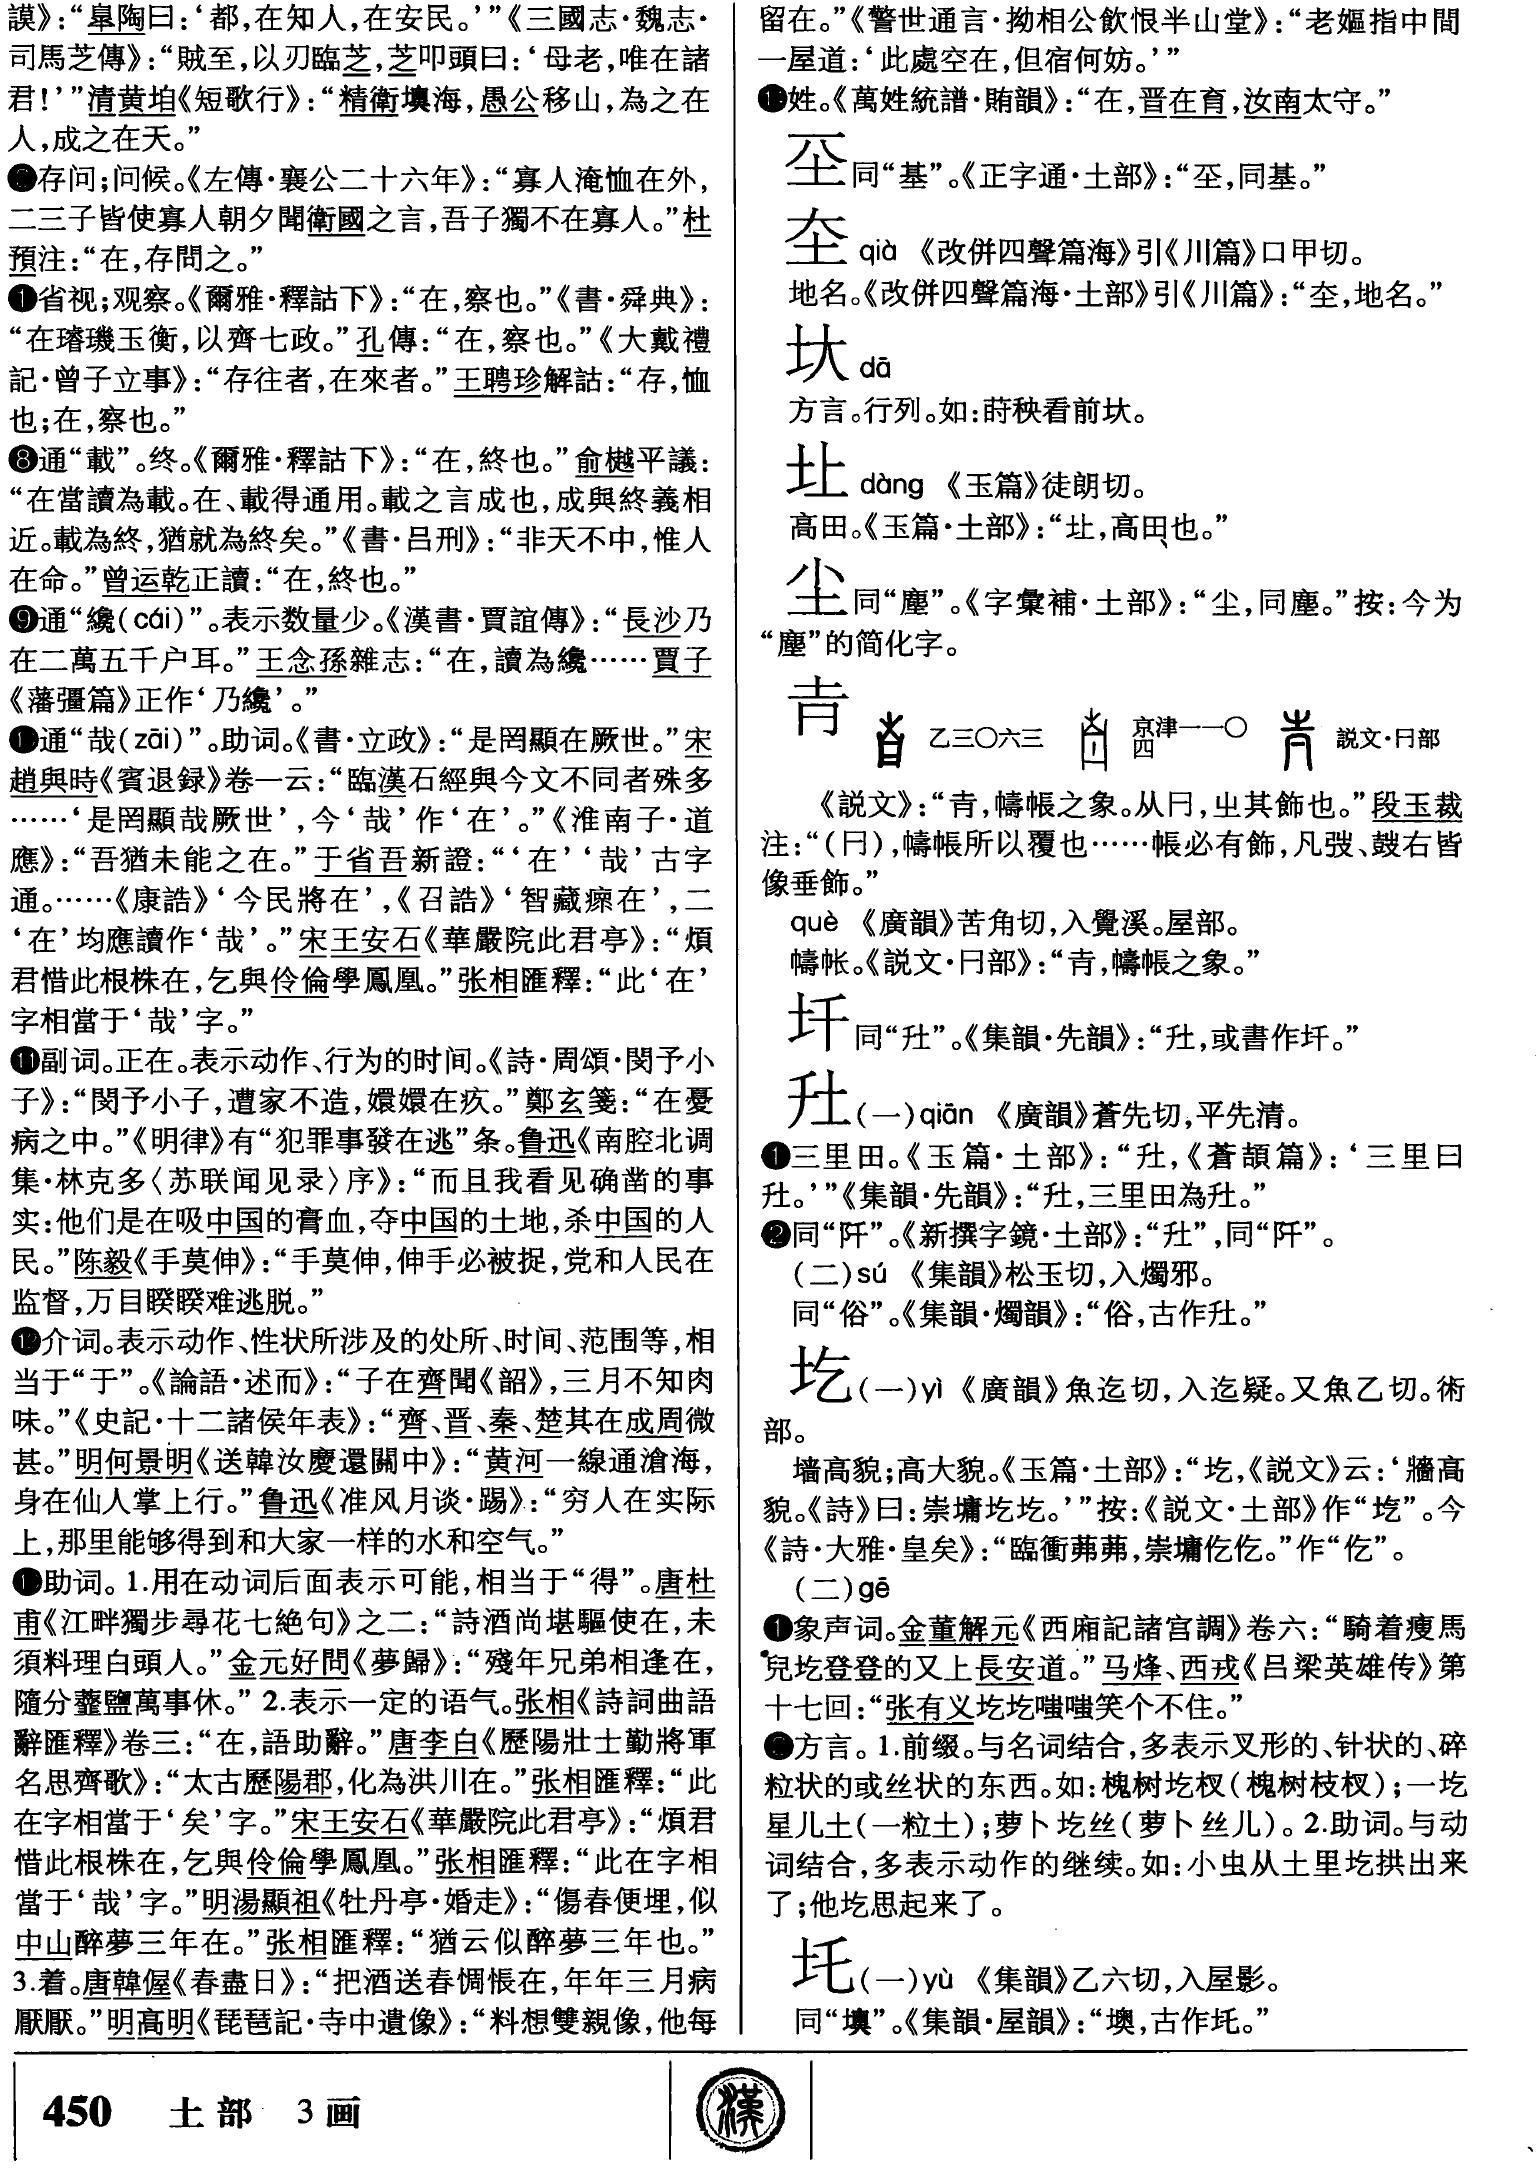 謨》：“皋陶曰：‘都，在知人，在安民。’”《三國志·魏志·
司馬芝傳》：“賊至，以刃臨芝，芝叩頭曰：‘母老，唯在諸
君！’”清黄垍《短歌行》：“精衛填海，愚公移山，為之在
人，成之在天。”
❻存问；问候。《左傳·襄公二十六年》：“寡人淹恤在外，
二三子皆使寡人朝夕聞衛國之言，吾子獨不在寡人。”杜
預注：“在，存問之。”
❼省视；观察。《爾雅·釋詁下》：“在，察也。”《書·舜典》：
“在璿璣玉衡，以齊七政。”孔傳：“在，察也。”《大戴禮
記·曾子立事》：“存往者，在來者。”王聘珍解詁：“存，恤
也；在，察也。”
❽通“載”。终。《爾雅·釋詁下》：“在，終也。”俞樾平議：
“在當讀為載。在、載得通用。載之言成也，成與終義相
近。載為終，猶就為終矣。”《書·吕刑》：“非天不中，惟人
在命。”曾运乾正讀：“在，終也。”
❾通“纔(cái)”。表示数量少。《漢書·賈誼傳》：“長沙乃
在二萬五千户耳。”王念孫雜志：“在，讀為纔……賈子
《藩彊篇》正作‘乃纔’。”
❿通“哉(zāi)”。助词。《書·立政》：“是罔顯在厥世。”宋
趙與時《賓退録》卷一云：“臨漢石經與今文不同者殊多
……‘是罔顯哉厥世’，今‘哉’作‘在’。”《淮南子·道
應》：“吾猶未能之在。”于省吾新證：“‘在’‘哉’古字
通。……《康誥》‘今民將在’，《召誥》‘智藏瘝在’，二
‘在’均應讀作‘哉’。”宋王安石《華嚴院此君亭》：“煩
君惜此根株在，乞與伶倫學鳳凰。”张相匯釋：“此‘在’
字相當于‘哉’字。”
⓫副词。正在。表示动作、行为的时间。《詩·周頌·閔予小
子》：“閔予小子，遭家不造，嬛嬛在疚。”鄭玄箋：“在憂
病之中。”《明律》有“犯罪事發在逃”条。鲁迅《南腔北调
集·林克多〈苏联闻见录〉序》：“而且我看见确凿的事
实：他们是在吸中国的膏血，夺中国的土地，杀中国的人
民。”陈毅《手莫伸》：“手莫伸，伸手必被捉，党和人民在
监督，万目睽睽难逃脱。”
⓬介词。表示动作、性状所涉及的处所、时间、范围等，相
当于“于”。《論語·述而》：“子在齊聞《韶》，三月不知肉
味。”《史記·十二諸侯年表》：“齊、晋、秦、楚其在成周微
甚。”明何景明《送韓汝慶還關中》：“黄河一線通滄海，
身在仙人掌上行。”鲁迅《准风月谈·踢》：“穷人在实际
上，那里能够得到和大家一样的水和空气。”
⓭助词。1.用在动词后面表示可能，相当于“得”。唐杜
甫《江畔獨步尋花七絶句》之二：“詩酒尚堪驅使在，未
須料理白頭人。”金元好問《夢歸》：“殘年兄弟相逢在，
隨分虀鹽萬事休。”2.表示一定的语气。张相《詩詞曲語
辭匯釋》卷三：“在，語助辭。”唐李白《歷陽壯士勤將軍
名思齊歌》：“太古歷陽郡，化為洪川在。”张相匯釋：“此
在字相當于‘矣’字。”宋王安石《華嚴院此君亭》：“煩君
惜此根株在，乞與伶倫學鳳凰。”张相匯釋：“此在字相
當于‘哉’字。”明湯顯祖《牡丹亭·婚走》：“傷春便埋，似
中山醉夢三年在。”张相匯釋：“猶云似醉夢三年也。”
3.着。唐韓偓《春盡日》：“把酒送春惆悵在，年年三月病
厭厭。”明高明《琵琶記·寺中遺像》：“料想雙親像，他每
留在。”《警世通言·拗相公飲恨半山堂》：“老嫗指中間
一屋道：‘此處空在，但宿何妨。’”
⓮姓。《萬姓統譜·賄韻》：“在，晋在育，汝南太守。”
坖同“基”。《正字通·土部》：“坖，同基。”
圶qià 《改併四聲篇海》引《川篇》口甲切。
地名。《改併四聲篇海·土部》引《川篇》：“圶，地名。”
垯dā
方言。行列。如：蒔秧看前㘩。
圵dàng 《玉篇》徒朗切。
高田。《玉篇·土部》：“圵，高田也。”
尘同“塵”。《字彙補·土部》：“尘，同塵。”按：今为
“塵”的简化字。
㞷 乙三〇六三 京津一一〇四 説文·冃部
《説文》：“㞷，幬帳之象。从冃，㞢其飾也。”段玉裁
注：“(冃)，幬帳所以覆也……帳必有飾，凡弢、鼓右皆
像垂飾。”
què 《廣韻》苦角切，入覺溪。屋部。
幬帐。《説文·冃部》：“㞷，幬帳之象。”
圲同“圱”。《集韻·先韻》：“圱，或書作圲。”
圱(一)qiān 《廣韻》蒼先切，平先清。
❶三里田。《玉篇·土部》：“圱，《蒼頡篇》：‘三里曰
圱。’”《集韻·先韻》：“圱，三里田為圱。”
❷同“阡”。《新撰字鏡·土部》：“圱”，同“阡”。
(二)sú 《集韻》松玉切，入燭邪。
同“俗”。《集韻·燭韻》：“俗，古作圱。”
圪(一)yì 《廣韻》魚迄切，入迄疑。又魚乙切。術
部。
墙高貌；高大貌。《玉篇·土部》：“圪，《説文》云：‘牆高
貌。《詩》曰：崇墉圪圪。’”按：《説文·土部》作“圪”。今
《詩·大雅·皇矣》：“臨衝茀茀，崇墉仡仡。”作“仡”。
(二)gē
❶象声词。金董解元《西廂記諸宫調》卷六：“騎着瘦馬
兒圪登登的又上長安道。”马烽、西戎《吕梁英雄传》第
十七回：“张有义圪圪嗤嗤笑个不住。”
❷方言。1.前缀。与名词结合，多表示叉形的、针状的、碎
粒状的或丝状的东西。如：槐树圪杈(槐树枝杈)；一圪
星儿土(一粒土)；萝卜圪丝(萝卜丝儿)。2.助词。与动
词结合，多表示动作的继续。如：小虫从土里圪拱出来
了；他圪思起来了。
圫(一)yù 《集韻》乙六切，入屋影。
同“墺”。《集韻·屋韻》：“墺，古作圫。”
450 土部 3画
漢